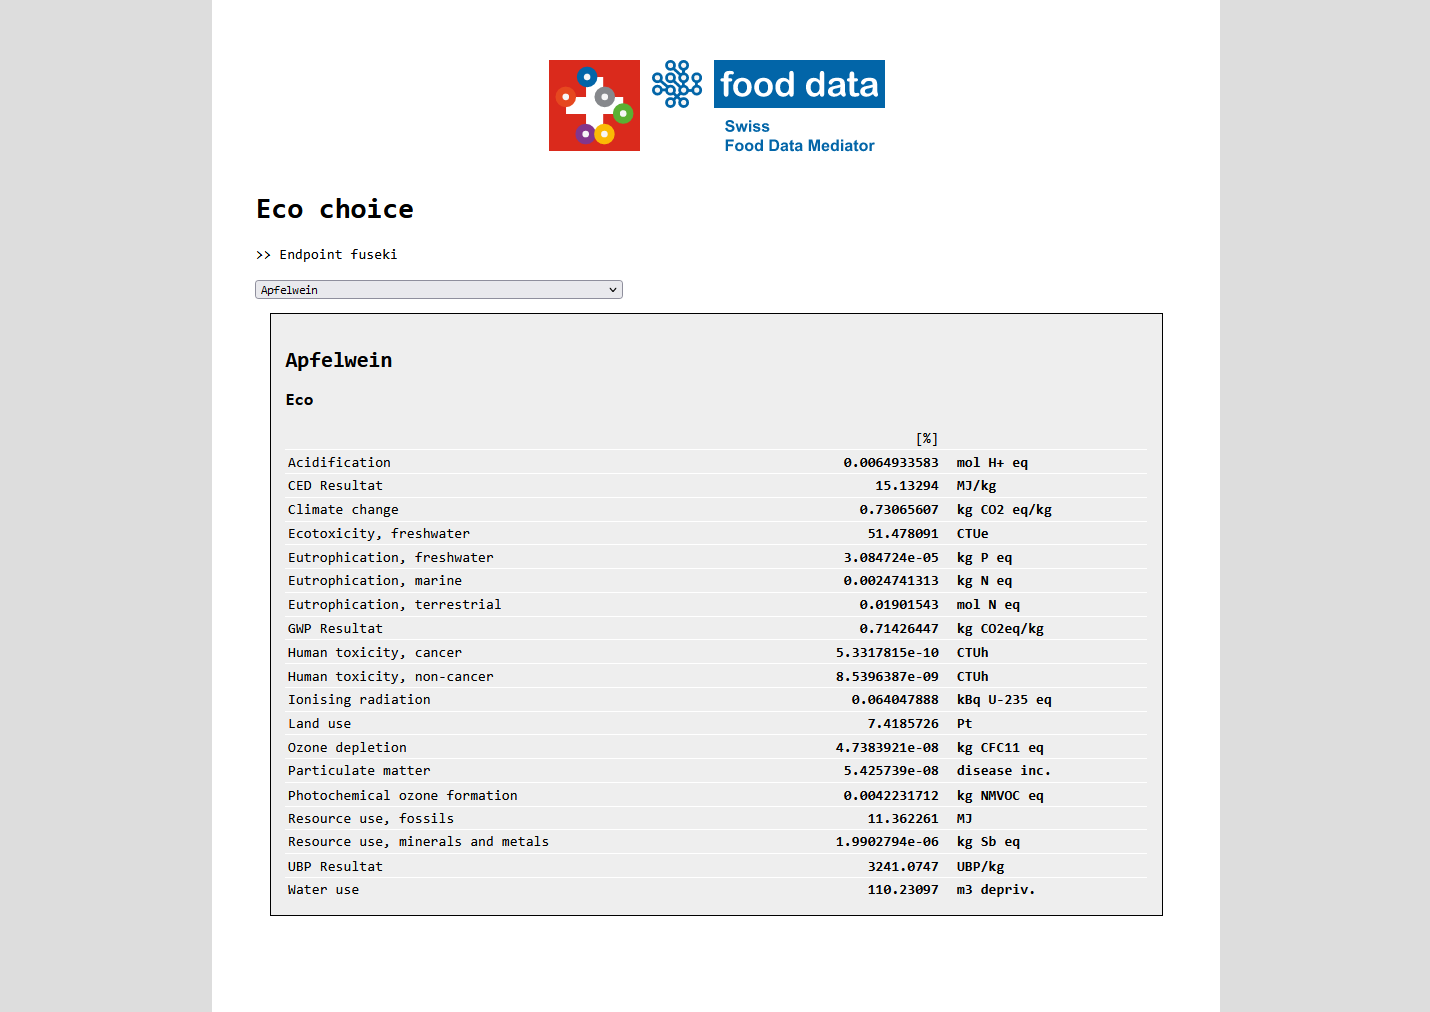 food data
Swiss
Food Data Mediator
Eco choice
>> Endpoint fuseki
Apfelwein
Apfelwein
Eco
[%]
Acidification 0.0064933583 mol H+ eq
CED Resultat 15.13294 MJ/kg
Climate change 0.73065607 kg CO2 eq/kg
Ecotoxicity, freshwater 51.478091 CTUe
Eutrophication, freshwater 3.084724e-05 kg P eq
Eutrophication, marine 0.0024741313 kg N eq
Eutrophication, terrestrial 0.01901543 mol N eq
GWP Resultat 0.71426447 kg CO2eq/kg
Human toxicity, cancer 5.3317815e-10 CTUh
Human toxicity, non-cancer 8.5396387e-09 CTUh
Ionising radiation 0.064047888 kBq U-235 eq
Land use 7.4185726 Pt
Ozone depletion 4.7383921e-08 kg CFC11 eq
Particulate matter 5.425739e-08 disease inc.
Photochemical ozone formation 0.0042231712 kg NMVOC eq
Resource use, fossils 11.362261 MJ
Resource use, minerals and metals 1.9902794e-06 kg Sb eq
UBP Resultat 3241.0747 UBP/kg
Water use 110.23097 m3 depriv.